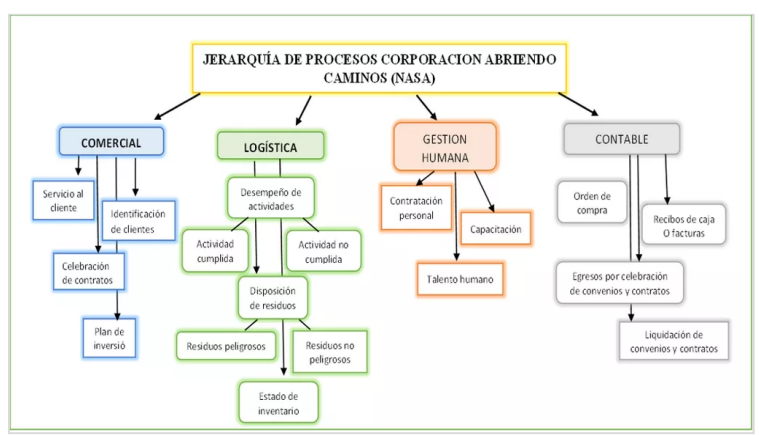 JERARQUÍA DE PROCESOS CORPORACION ABRIENDO
CAMINOS (NASA)
COMERCIAL
Servicio al
cliente
Identificación
de clientes
Celebración
de contratos
Plan de
inversió
LOGÍSTICA
Desempeño de
actividades
Actividad
cumplida
Actividad no
cumplida
Disposición
de residuos
Residuos peligrosos
Residuos no
peligrosos
Estado de
inventario
GESTION
HUMANA
Contratación
personal
Capacitación
Talento humano
CONTABLE
Orden de
compra
Recibos de caja
O facturas
Egresos por celebración
de convenios y contratos
Liquidación de
convenios y contratos